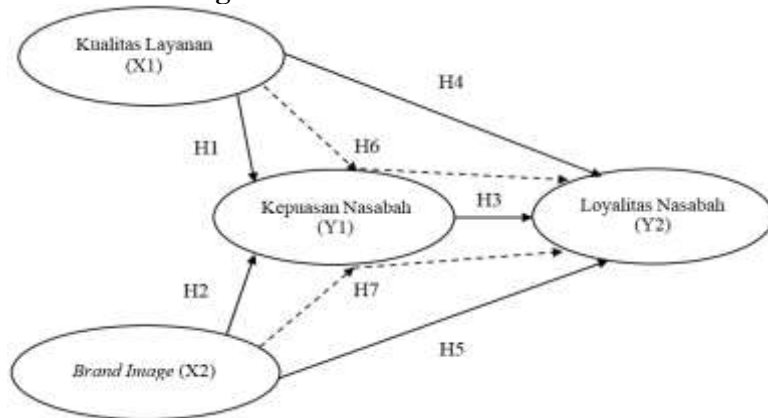 Kualitas Layanan
(X1)
H4
H1
H6
Kepuasan Nasabah
(Y1)
H3
Loyalitas Nasabah
(Y2)
H2
H7
H5
Brand Image (X2)